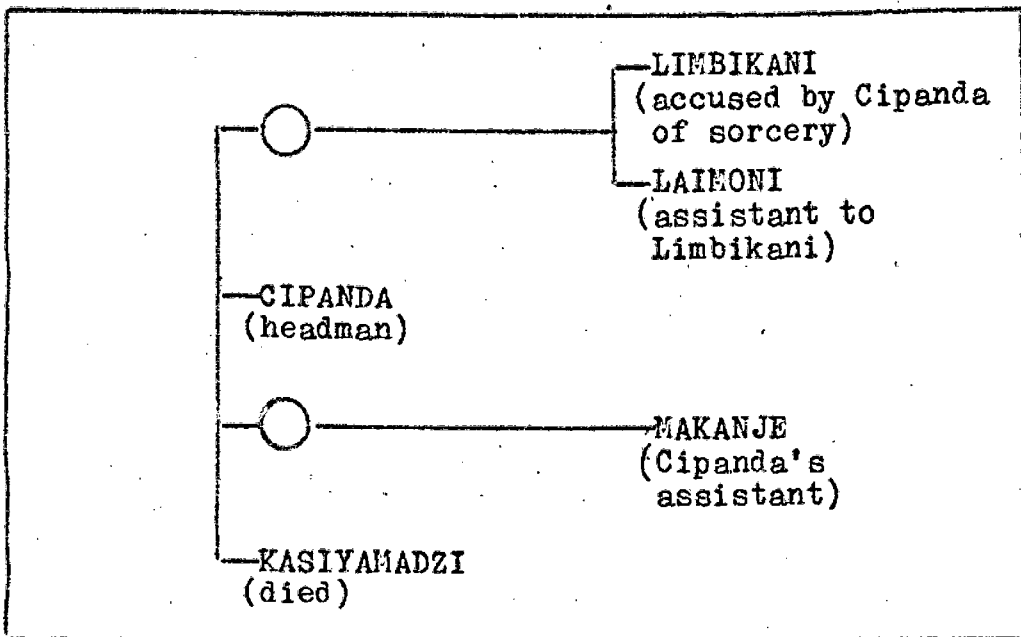 LIMBIKANI
(accused by Cipanda
of sorcery)
LAIMONI
(assistant to
Limbikani)
CIPANDA
(headman)
MAKANJE
(Cipanda's
assistant)
KASIYAMADZI
(died)